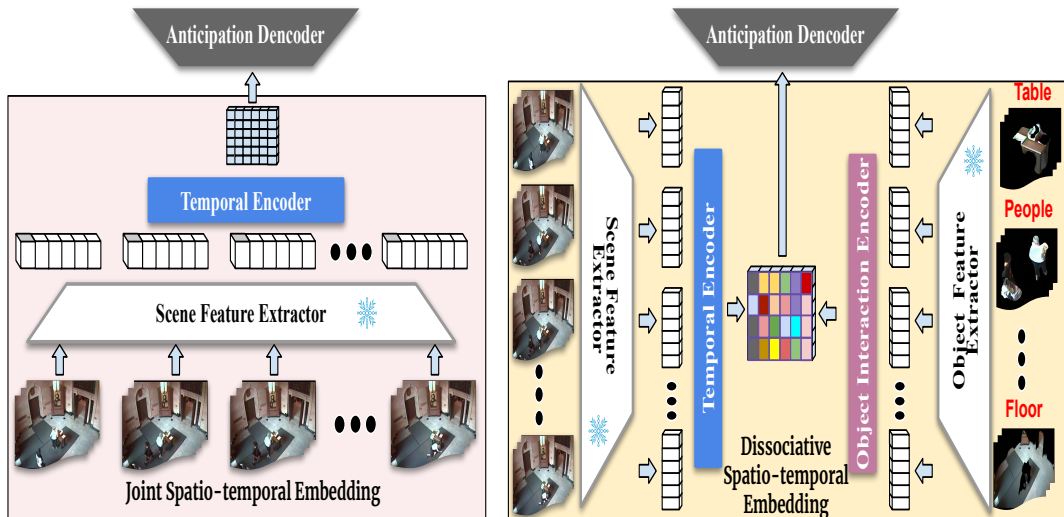 Anticipation Dencoder
Temporal Encoder
Scene Feature Extractor
Joint Spatio-temporal Embedding
Anticipation Dencoder
Scene Feature
Extractor
Temporal Encoder
Dissociative
Spatio-temporal
Embedding
Object Interaction Encoder
Object Feature
Extractor
Table
People
Floor